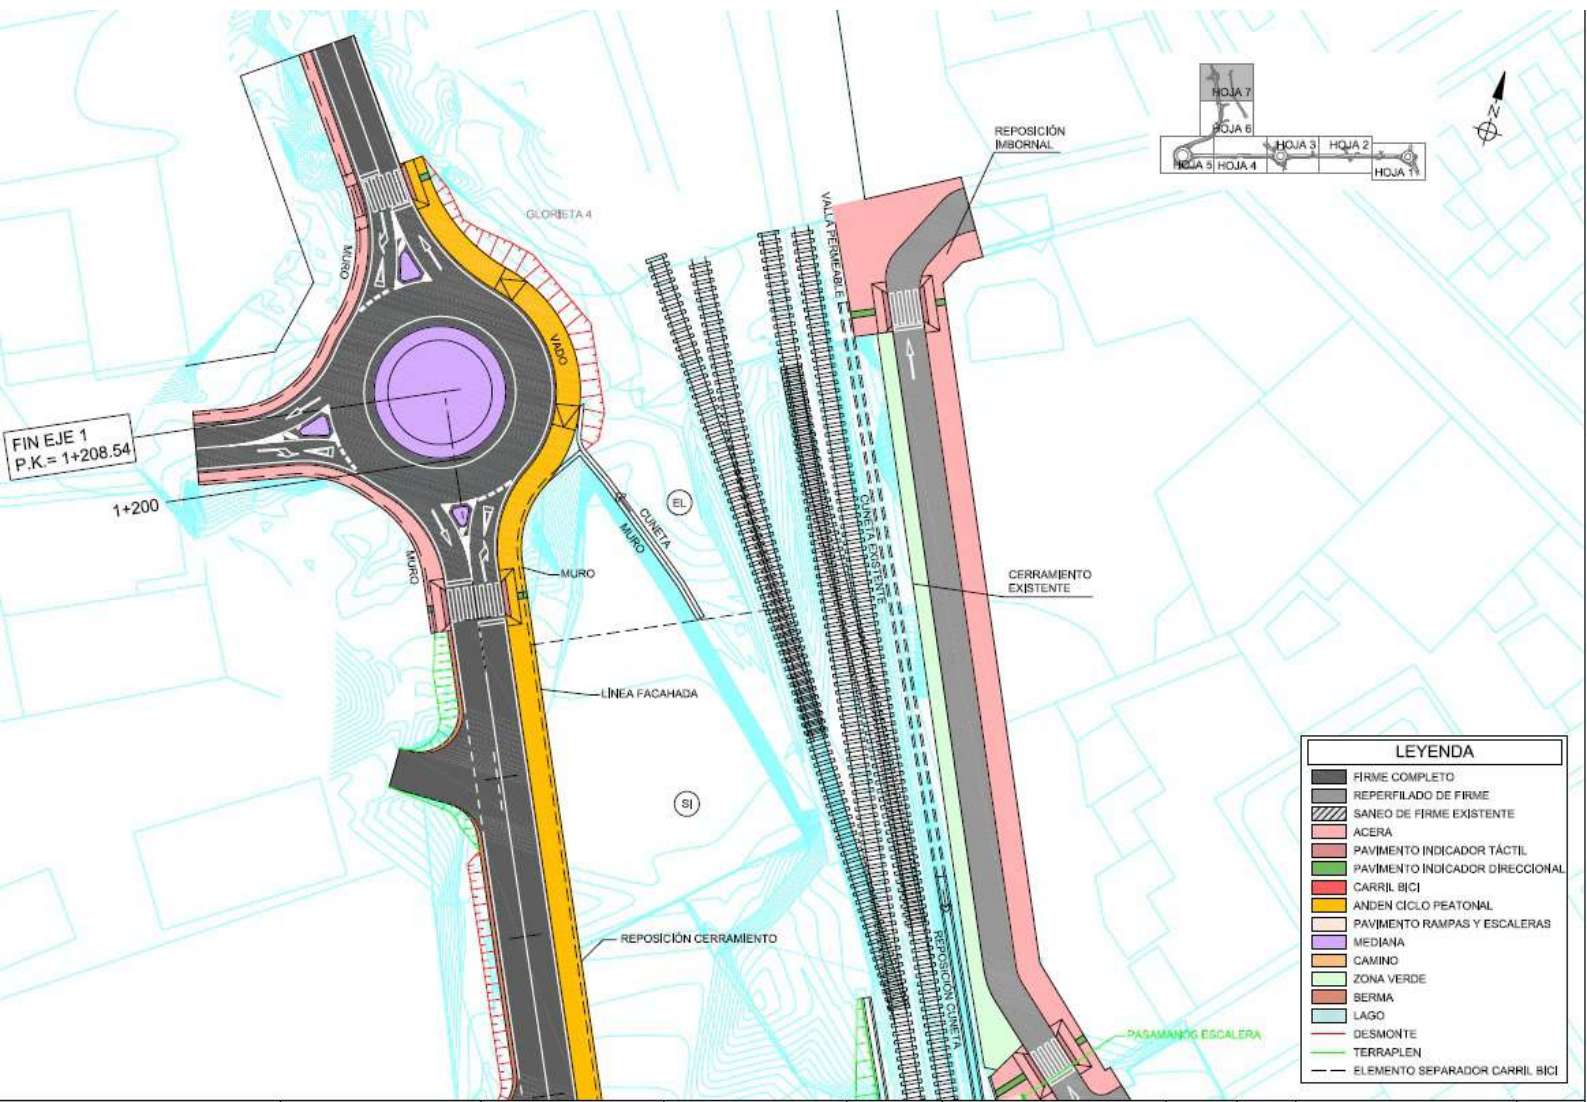 REPOSICIÓN
IMBORNAL
HOJA 7
HOJA 6
HOJA 5
HOJA 4
HOJA 3
HOJA 2
HOJA 1
N
GLORIETA 4
VALLA PERMEABLE
MURO
VADO
FIN EJE 1
P.K.= 1+208.54
1+200
EL
CUNETA
MURO
CUNETA EXISTENTE
MURO
MURO
CERRAMIENTO
EXISTENTE
LÍNEA FACAHADA
SI
REPOSICIÓN CERRAMIENTO
REPOSICIÓN CUNETA
PASAMANOS ESCALERA
LEYENDA
FIRME COMPLETO
REPERFILADO DE FIRME
SANEO DE FIRME EXISTENTE
ACERA
PAVIMENTO INDICADOR TÁCTIL
PAVIMENTO INDICADOR DIRECCIONAL
CARRIL BICI
ANDEN CICLO PEATONAL
PAVIMENTO RAMPAS Y ESCALERAS
MEDIANA
CAMINO
ZONA VERDE
BERMA
LAGO
DESMONTE
TERRAPLEN
ELEMENTO SEPARADOR CARRIL BICI